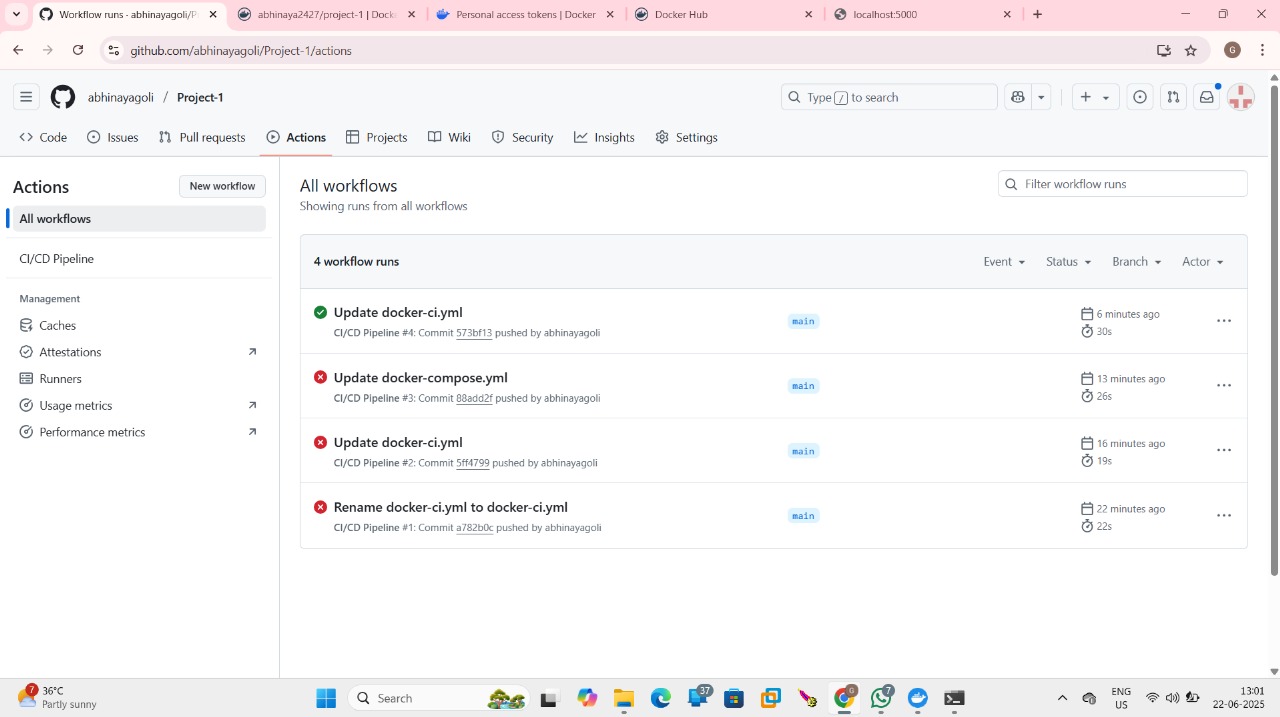 Workflow runs · abhinayagoli/Pr
abhinaya2427/project-1 | Docke
Personal access tokens | Docker
Docker Hub
localhost:5000
github.com/abhinayagoli/Project-1/actions
G
abhinayagoli / Project-1
Type / to search
Code
Issues
Pull requests
Actions
Projects
Wiki
Security
Insights
Settings
Actions
New workflow
All workflows
CI/CD Pipeline
Management
Caches
Attestations
Runners
Usage metrics
Performance metrics
All workflows
Showing runs from all workflows
Filter workflow runs
4 workflow runs
Event
Status
Branch
Actor
Update docker-ci.yml
CI/CD Pipeline #4: Commit 573bf13 pushed by abhinayagoli
main
6 minutes ago
30s
Update docker-compose.yml
CI/CD Pipeline #3: Commit 88add2f pushed by abhinayagoli
main
13 minutes ago
26s
Update docker-ci.yml
CI/CD Pipeline #2: Commit 5ff4799 pushed by abhinayagoli
main
16 minutes ago
19s
Rename docker-ci.yml to docker-ci.yml
CI/CD Pipeline #1: Commit a782b0c pushed by abhinayagoli
main
22 minutes ago
22s
7
36°C
Partly sunny
Search
37
G
7
ENG
US
13:01
22-06-2025